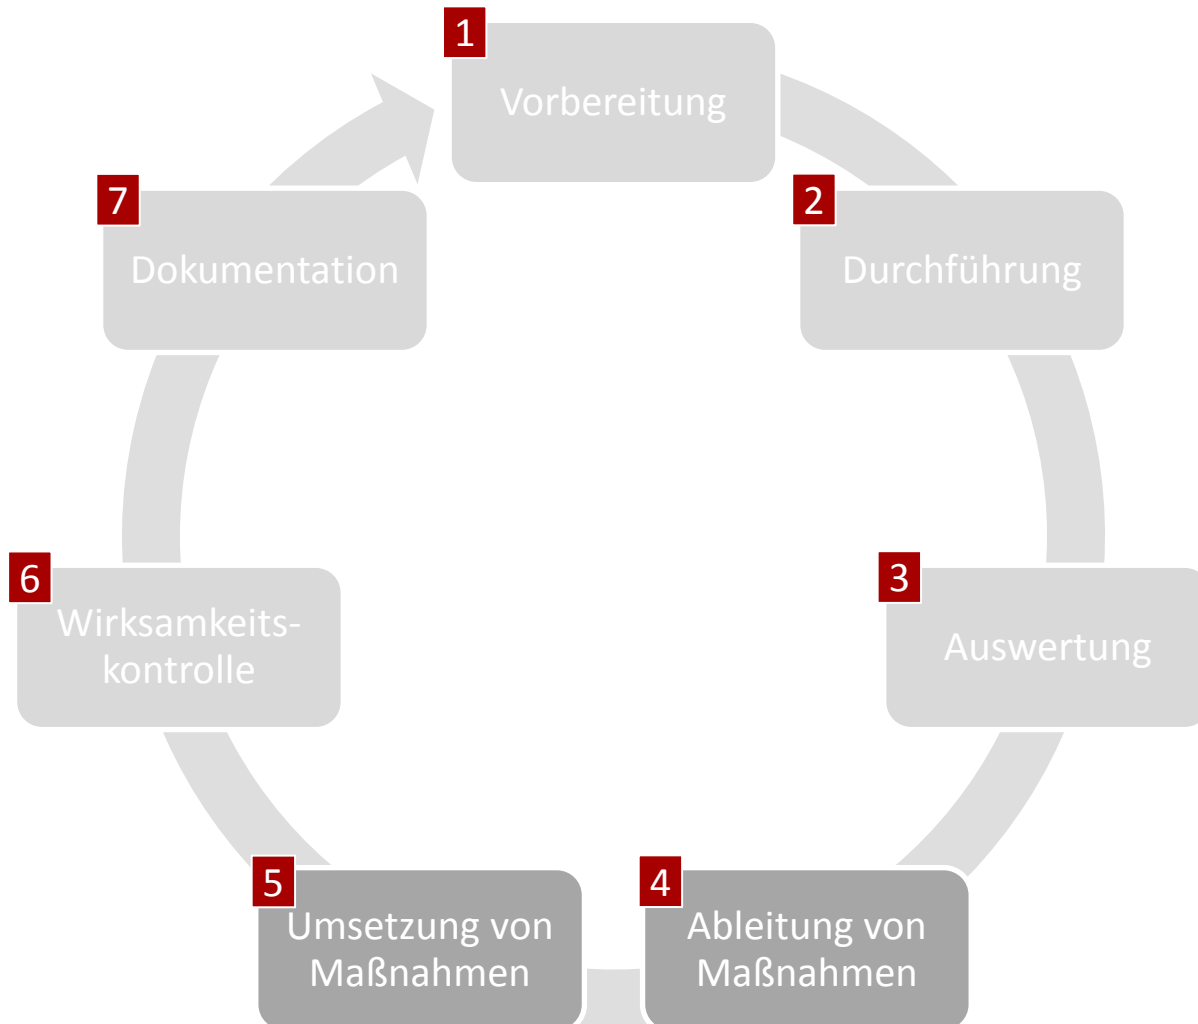 1
Vorbereitung
2
Durchführung
3
Auswertung
4
Ableitung von
Maßnahmen
5
Umsetzung von
Maßnahmen
6
Wirksamkeits-
kontrolle
7
Dokumentation